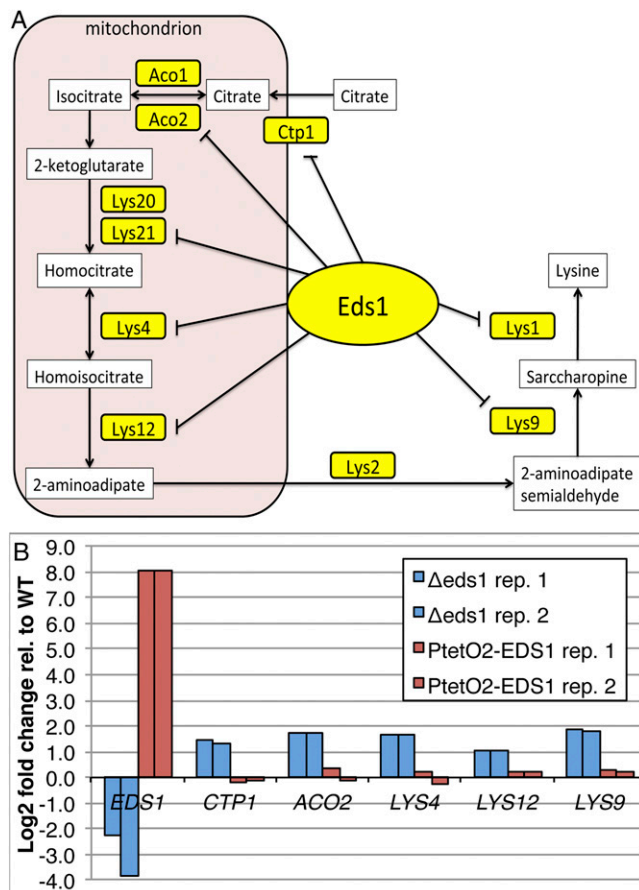 A
mitochondrion
Aco1
Isocitrate
Citrate
Citrate
Aco2
Ctp1
2-ketoglutarate
Lys20
Lys21
Homocitrate
Eds1
Lysine
Lys4
Lys1
Homoisocitrate
Sarccharopine
Lys12
Lys9
Lys2
2-aminoadipate
2-aminoadipate
semialdehyde
B
Log2 fold change rel. to WT
9.0
8.0
7.0
6.0
5.0
4.0
3.0
2.0
1.0
0.0
-1.0
-2.0
-3.0
-4.0
Δeds1 rep. 1
Δeds1 rep. 2
PtetO2-EDS1 rep. 1
PtetO2-EDS1 rep. 2
EDS1
CTP1
ACO2
LYS4
LYS12
LYS9